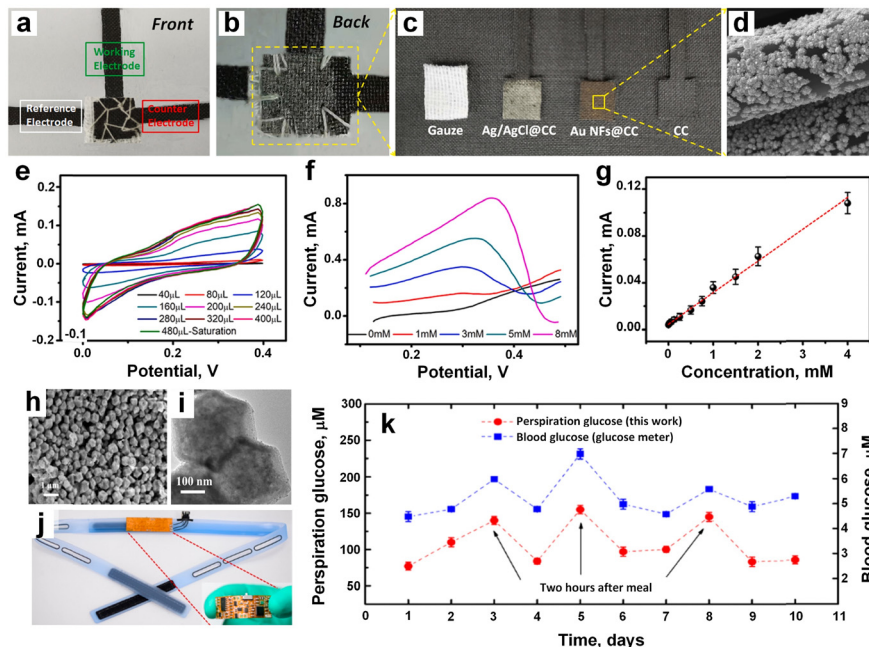 a
Front
Working
Electrode
Reference
Electrode
Counter
Electrode
b
Back
c
Gauze
Ag/AgCl@CC
Au NFs@CC
CC
d
e
Current, mA
0.2
0.1
0.0
-0.1
-0.2
-0.1
40μL 80μL 120μL
160μL 200μL 240μL
280μL 320μL 400μL
480μL-Saturation
0.0 0.2 0.4
Potential, V
f
Current, mA
0.8
0.4
0.0
0mM 1mM 3mM 5mM 8mM
0.2 0.4
Potential, V
g
Current, mA
0.12
0.08
0.04
0.00
0 1 2 3 4
Concentration, mM
h
1 μm
i
100 nm
j
k
Perspiration glucose, μM
300
250
200
150
100
50
Perspiration glucose (this work)
Blood glucose (glucose meter)
Two hours after meal
1 2 3 4 5 6 7 8 9 10 11
Time, days
9
8
7
6
5
4
3
2
Blood glucose, mM